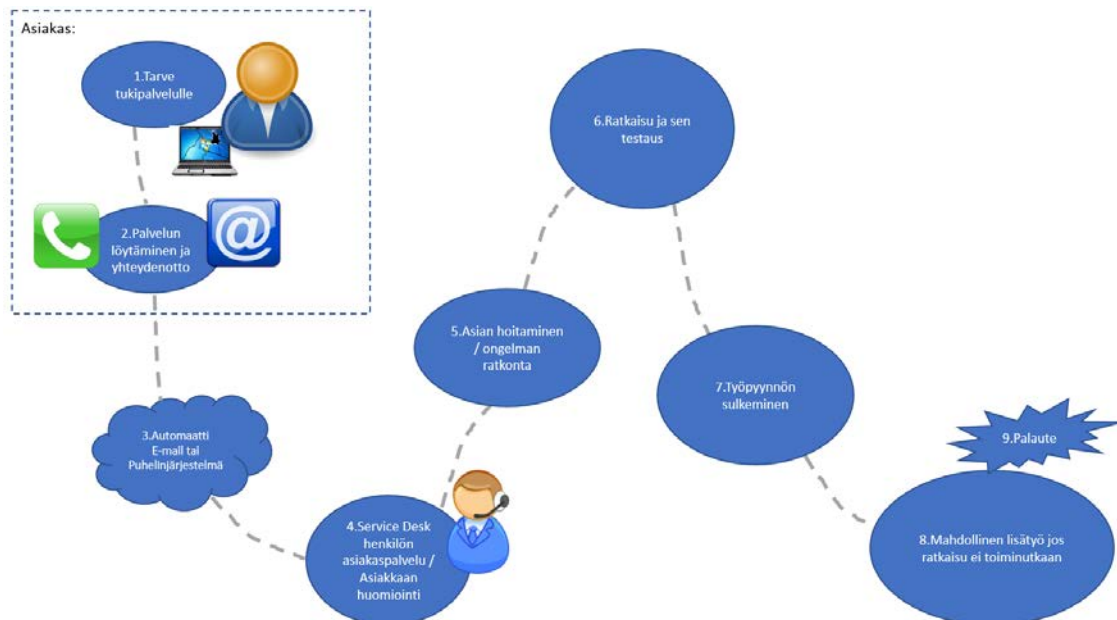 Asiakas:
1.Tarve
tukipalvelulle
2.Palvelun
löytäminen ja
yhteydenotto
@
3.Automaatti
E-mail tai
Puhelinjärjestelmä
4.Service Desk
henkilön
asiakaspalvelu /
Asiakkaan
huomiointi
5.Asian hoitaminen
/ ongelman
ratkonta
6.Ratkaisu ja sen
testaus
7.Työpyynnön
sulkeminen
8.Mahdollinen lisätyö jos
ratkaisu ei toiminutkaan
9.Palaute